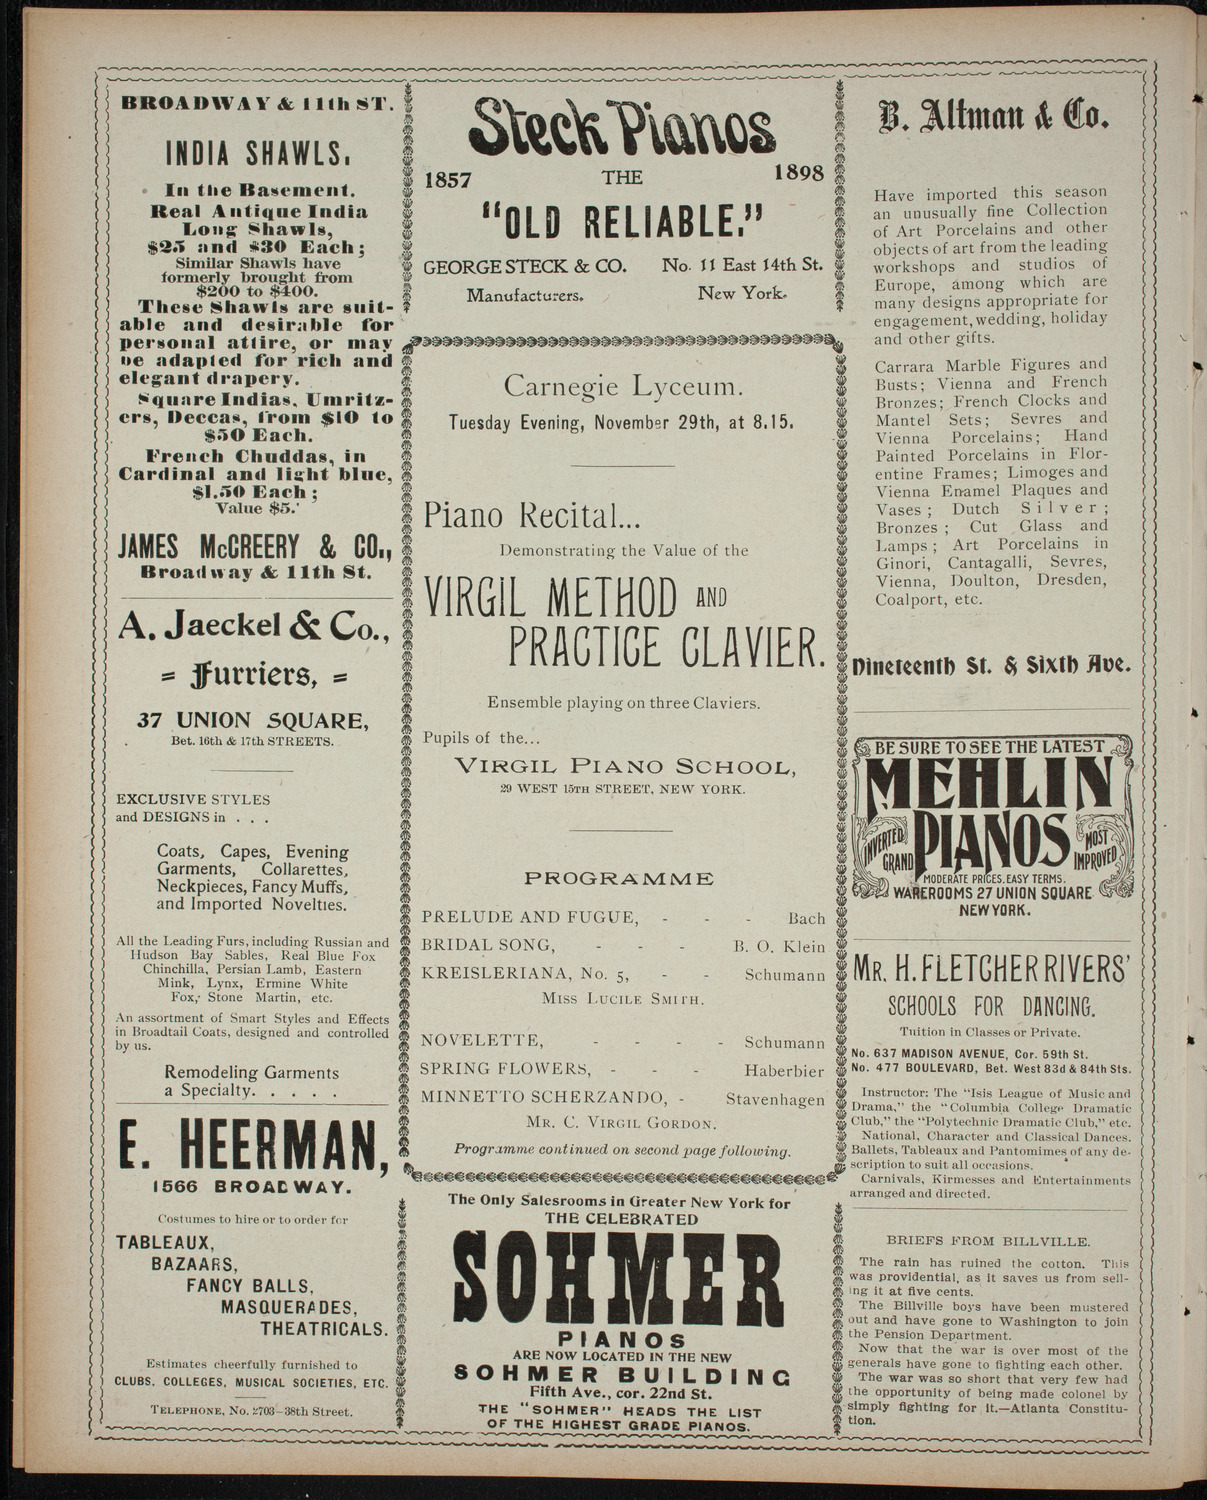 BROADWAY & 11th ST.
INDIA SHAWLS.
In the Basement.
Real Antique India
Long Shawls,
$25 and $30 Each;
Similar Shawls have
formerly brought from
$200 to $400.
These Shawls are suit-
able and desirable for
personal attire, or may
be adapted for rich and
elegant drapery.
Square Indias, Umritz-
ers, Deccas, from $10 to
$50 Each.
French Chuddas, in
Cardinal and light blue,
$1.50 Each;
Value $5.
JAMES McCREERY & CO.,
Broadway & 11th St.
A. Jaeckel & Co.,
= Furriers, =
37 UNION SQUARE,
Bet. 16th & 17th STREETS.
EXCLUSIVE STYLES
and DESIGNS in . . .
Coats, Capes, Evening
Garments, Collarettes,
Neckpieces, Fancy Muffs,
and Imported Novelties.
All the Leading Furs, including Russian and
Hudson Bay Sables, Real Blue Fox
Chinchilla, Persian Lamb, Eastern
Mink, Lynx, Ermine White
Fox, Stone Martin, etc.
An assortment of Smart Styles and Effects
in Broadtail Coats, designed and controlled
by us.
Remodeling Garments
a Specialty. . . . .
E. HEERMAN,
1566 BROADWAY.
Costumes to hire or to order for
TABLEAUX,
BAZAARS,
FANCY BALLS,
MASQUERADES,
THEATRICALS.
Estimates cheerfully furnished to
CLUBS, COLLEGES, MUSICAL SOCIETIES, ETC.
TELEPHONE, No. 2703-38th Street.
Steck Pianos
1857 THE 1898
"OLD RELIABLE."
GEORGE STECK & CO. No. 11 East 14th St.
Manufacturers. New York.
Carnegie Lyceum.
Tuesday Evening, November 29th, at 8.15.
Piano Recital...
Demonstrating the Value of the
VIRGIL METHOD AND
PRACTICE CLAVIER.
Ensemble playing on three Claviers.
Pupils of the...
VIRGIL PIANO SCHOOL,
29 WEST 15TH STREET, NEW YORK.
PROGRAMME
PRELUDE AND FUGUE, - - - Bach
BRIDAL SONG, - - - B. O. Klein
KREISLERIANA, No. 5, - - Schumann
MISS LUCILE SMITH.
NOVELETTE, - - - - Schumann
SPRING FLOWERS, - - - Haberbier
MINNETTO SCHERZANDO, - Stavenhagen
MR. C. VIRGIL GORDON.
Programme continued on second page following.
The Only Salesrooms in Greater New York for
THE CELEBRATED
SOHMER
PIANOS
ARE NOW LOCATED IN THE NEW
SOHMER BUILDING
Fifth Ave., cor. 22nd St.
THE "SOHMER" HEADS THE LIST
OF THE HIGHEST GRADE PIANOS.
B. Altman & Co.
Have imported this season
an unusually fine Collection
of Art Porcelains and other
objects of art from the leading
workshops and studios of
Europe, among which are
many designs appropriate for
engagement, wedding, holiday
and other gifts.
Carrara Marble Figures and
Busts; Vienna and French
Bronzes; French Clocks and
Mantel Sets; Sevres and
Vienna Porcelains; Hand
Painted Porcelains in Flor-
entine Frames; Limoges and
Vienna Enamel Plaques and
Vases; Dutch Silver;
Bronzes; Cut Glass and
Lamps; Art Porcelains in
Ginori, Cantagalli, Sevres,
Vienna, Doulton, Dresden,
Coalport, etc.
Nineteenth St. & Sixth Ave.
BE SURE TO SEE THE LATEST
MEHLIN
INVERTED GRAND PIANOS MOST IMPROVED
MODERATE PRICES. EASY TERMS.
WAREROOMS 27 UNION SQUARE
NEW YORK.
MR. H. FLETCHER RIVERS'
SCHOOLS FOR DANCING.
Tuition in Classes or Private.
No. 637 MADISON AVENUE, Cor. 59th St.
No. 477 BOULEVARD, Bet. West 83d & 84th Sts.
Instructor: The "Isis League of Music and
Drama," the "Columbia College Dramatic
Club," the "Polytechnic Dramatic Club," etc.
National, Character and Classical Dances.
Ballets, Tableaux and Pantomimes of any de-
scription to suit all occasions.
Carnivals, Kirmesses and Entertainments
arranged and directed.
BRIEFS FROM BILLVILLE.
The rain has ruined the cotton. This
was providential, as it saves us from sell-
ing it at five cents.
The Billville boys have been mustered
out and have gone to Washington to join
the Pension Department.
Now that the war is over most of the
generals have gone to fighting each other.
The war was so short that very few had
the opportunity of being made colonel by
simply fighting for it.—Atlanta Constitu-
tion.